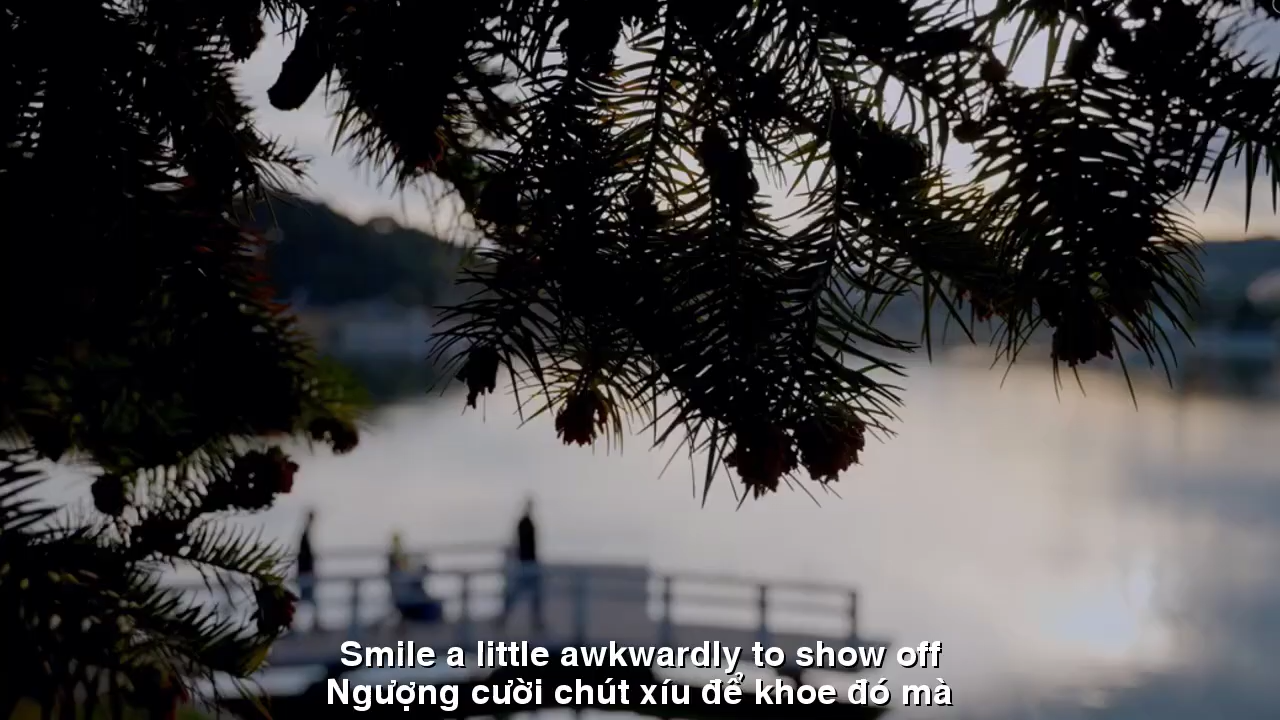 Smile a little awkwardly to show off
Ngượng cười chút xíu để khoe đó mà